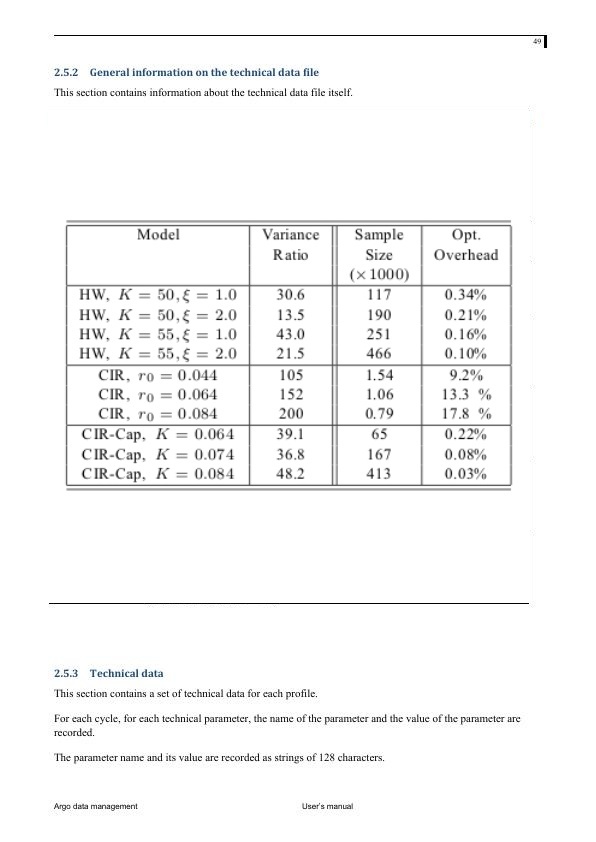 49
2.5.2 General information on the technical data file
This section contains information about the technical data file itself.
Model Variance Sample Opt.
Ratio Size Overhead
(×1000)
HW, K = 50, ξ = 1.0 30.6 117 0.34%
HW, K = 50, ξ = 2.0 13.5 190 0.21%
HW, K = 55, ξ = 1.0 43.0 251 0.16%
HW, K = 55, ξ = 2.0 21.5 466 0.10%
CIR, r0 = 0.044 105 1.54 9.2%
CIR, r0 = 0.064 152 1.06 13.3 %
CIR, r0 = 0.084 200 0.79 17.8 %
CIR-Cap, K = 0.064 39.1 65 0.22%
CIR-Cap, K = 0.074 36.8 167 0.08%
CIR-Cap, K = 0.084 48.2 413 0.03%
2.5.3 Technical data
This section contains a set of technical data for each profile.
For each cycle, for each technical parameter, the name of the parameter and the value of the parameter are
recorded.
The parameter name and its value are recorded as strings of 128 characters.
Argo data management User's manual